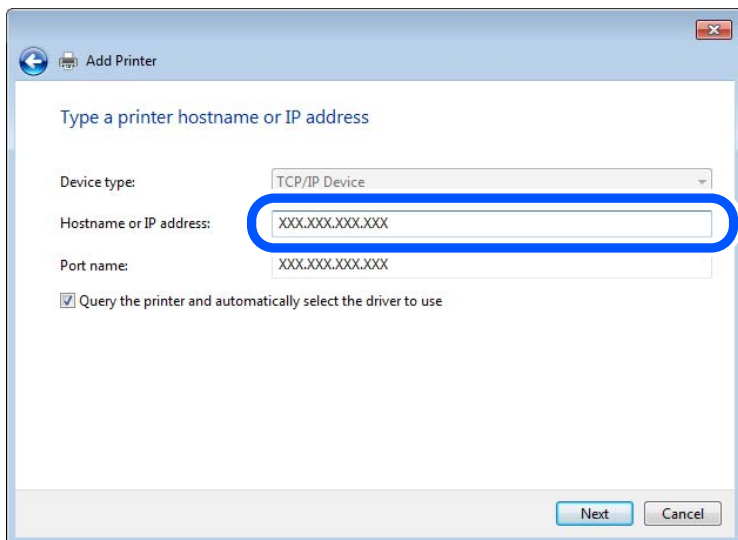 Add Printer
Type a printer hostname or IP address
Device type: TCP/IP Device
Hostname or IP address: XXX.XXX.XXX.XXX
Port name: XXX.XXX.XXX.XXX
Query the printer and automatically select the driver to use
Next Cancel